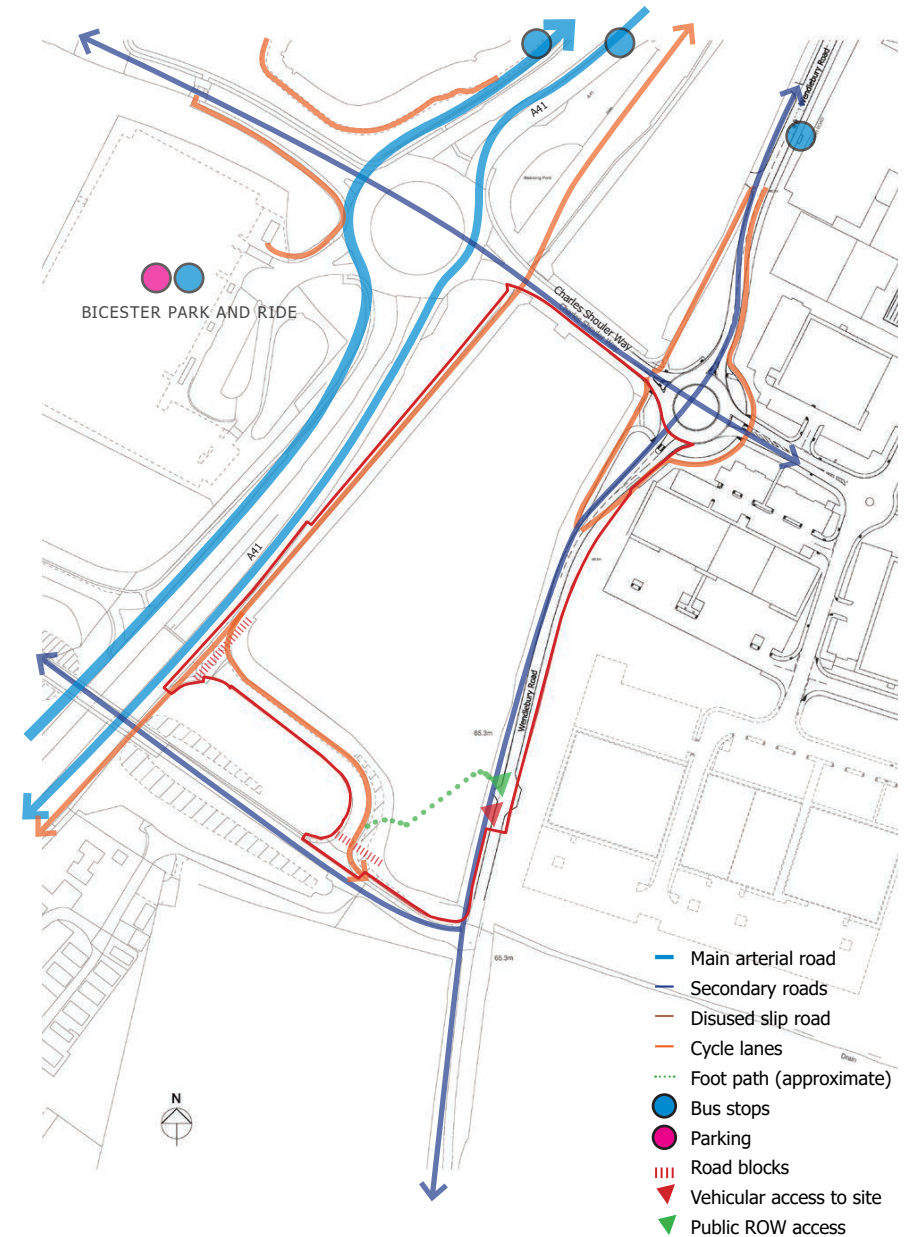 Wendlebury Road
A41
BICESTER PARK AND RIDE
Charles Shouler Way
A41
65.3m
Wendlebury Road
65.3m
Drain
N
Main arterial road
Secondary roads
Disused slip road
Cycle lanes
Foot path (approximate)
Bus stops
Parking
Road blocks
Vehicular access to site
Public ROW access